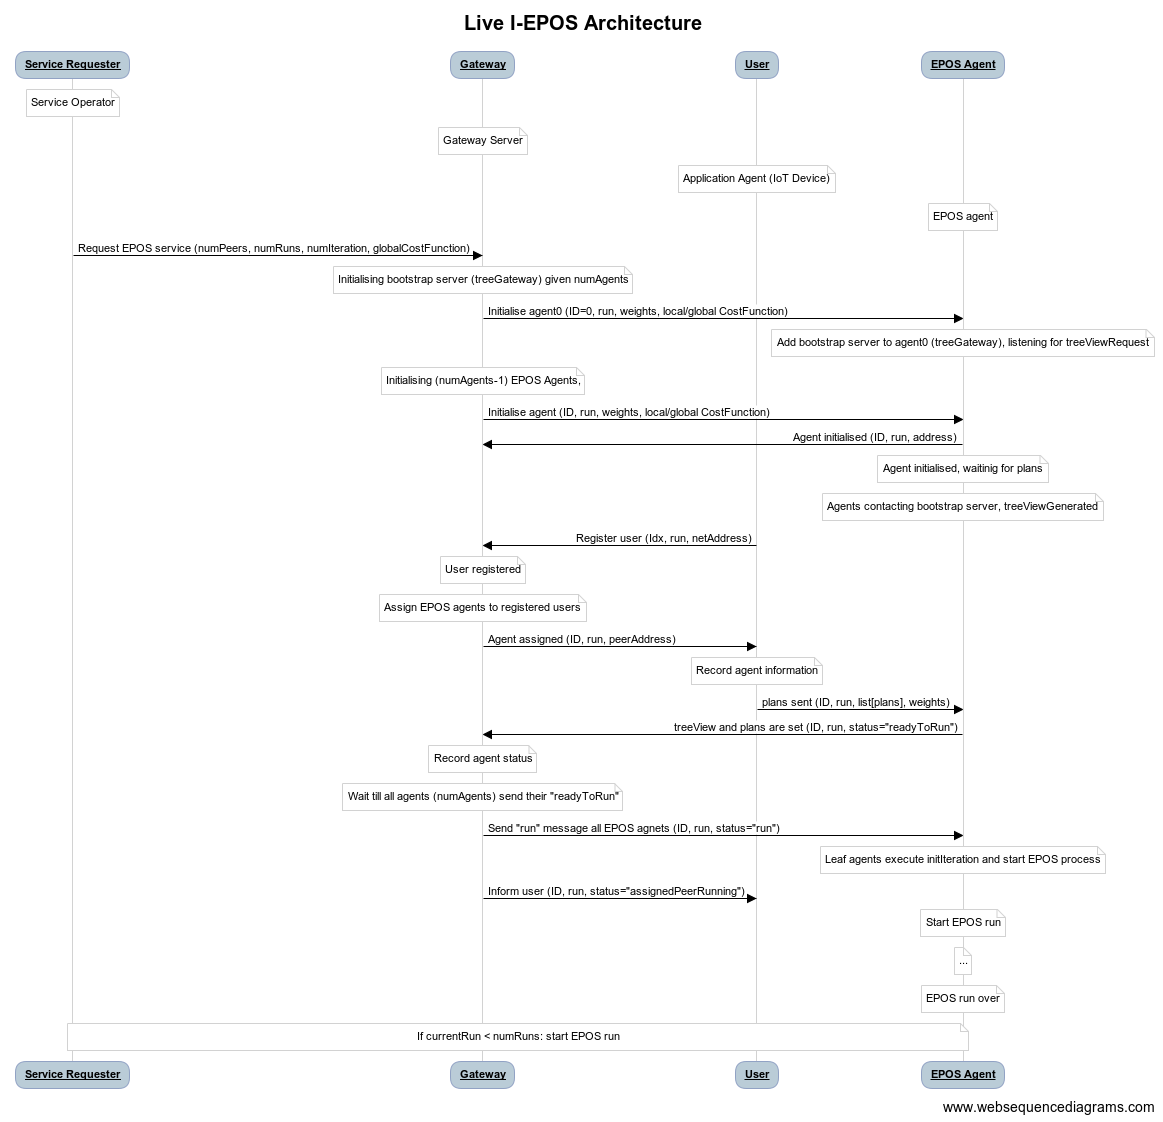 Live I-EPOS Architecture
Service Requester
Gateway
User
EPOS Agent
Service Operator
Gateway Server
Application Agent (IoT Device)
EPOS agent
Request EPOS service (numPeers, numRuns, numIteration, globalCostFunction)
Initialising bootstrap server (treeGateway) given numAgents
Initialise agent0 (ID=0, run, weights, local/global CostFunction)
Add bootstrap server to agent0 (treeGateway), listening for treeViewRequest
Initialising (numAgents-1) EPOS Agents,
Initialise agent (ID, run, weights, local/global CostFunction)
Agent initialised (ID, run, address)
Agent initialised, waitinig for plans
Agents contacting bootstrap server, treeViewGenerated
Register user (Idx, run, netAddress)
User registered
Assign EPOS agents to registered users
Agent assigned (ID, run, peerAddress)
Record agent information
plans sent (ID, run, list[plans], weights)
treeView and plans are set (ID, run, status="readyToRun")
Record agent status
Wait till all agents (numAgents) send their "readyToRun"
Send "run" message all EPOS agnets (ID, run, status="run")
Leaf agents execute initIteration and start EPOS process
Inform user (ID, run, status="assignedPeerRunning")
Start EPOS run
...
EPOS run over
If currentRun < numRuns: start EPOS run
Service Requester
Gateway
User
EPOS Agent
www.websequencediagrams.com